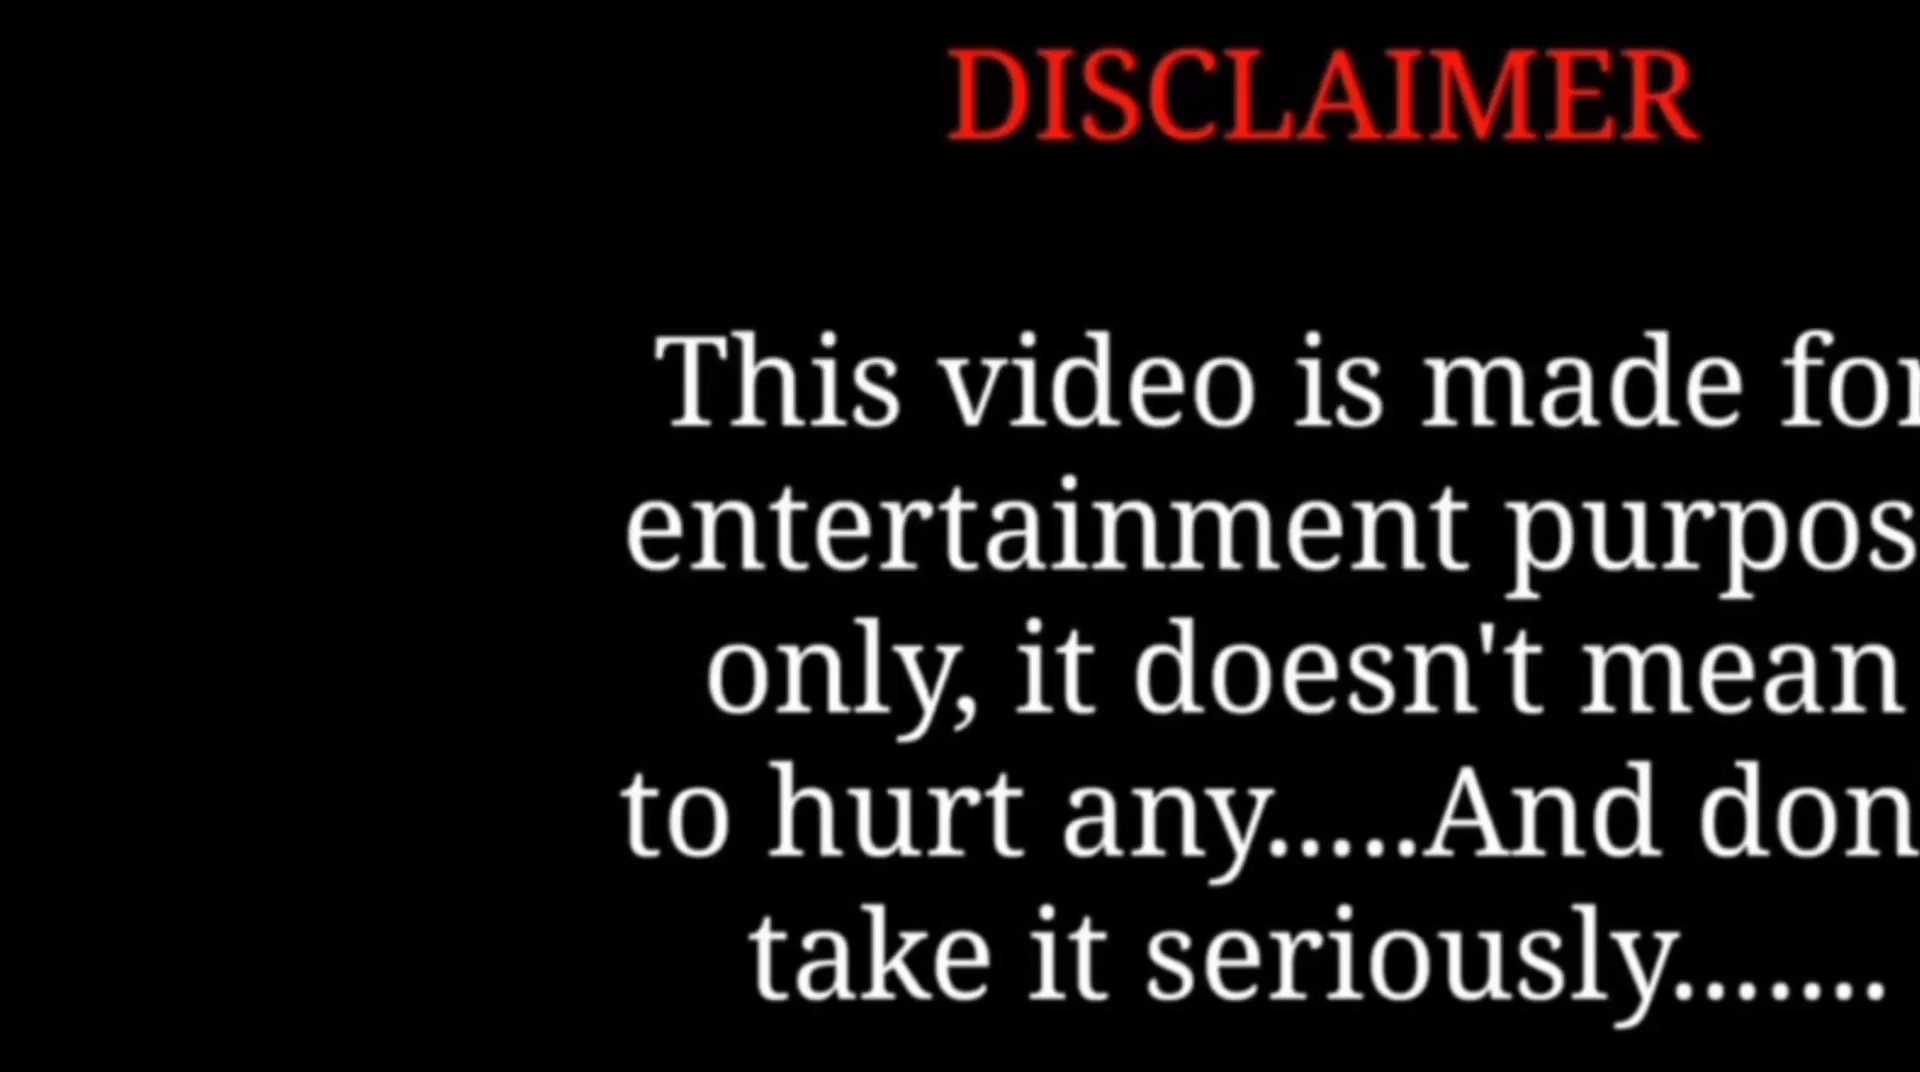 DISCLAIMER
This video is made for
entertainment purpos
only, it doesn't mean
to hurt any.....And don
take it seriously.......